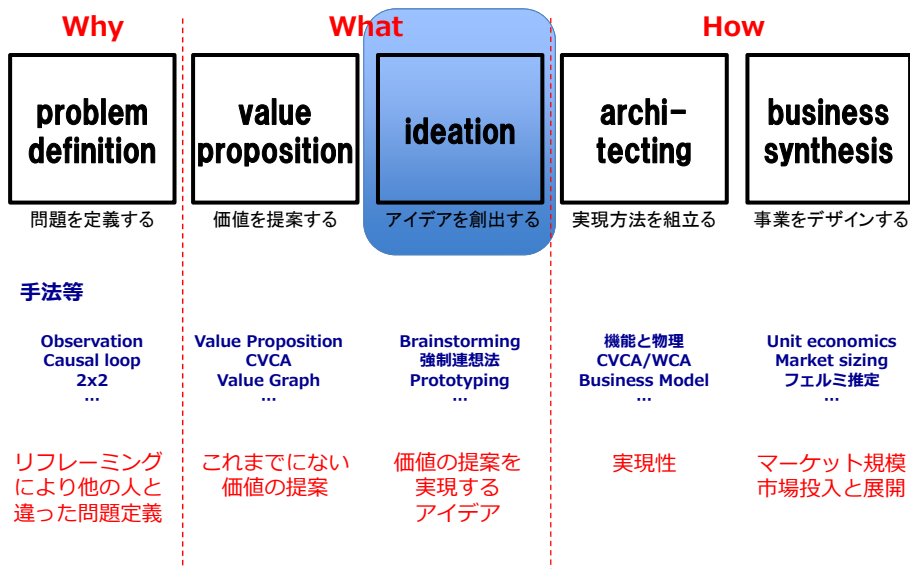 Why
What
How
problem
definition
value
proposition
ideation
archi-
tecting
business
synthesis
問題を定義する
価値を提案する
アイデアを創出する
実現方法を組立る
事業をデザインする
手法等
Observation
Causal loop
2x2
…
Value Proposition
CVCA
Value Graph
…
Brainstorming
強制連想法
Prototyping
…
機能と物理
CVCA/WCA
Business Model
…
Unit economics
Market sizing
フェルミ推定
…
リフレーミング
により他の人と
違った問題定義
これまでにない
価値の提案
価値の提案を
実現する
アイデア
実現性
マーケット規模
市場投入と展開